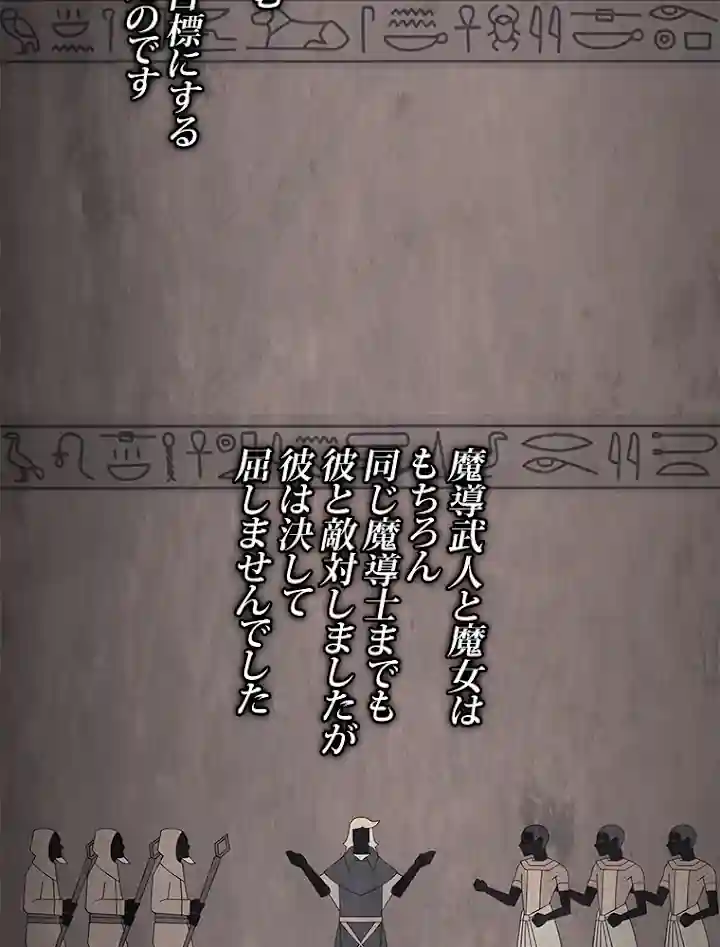 も
目標にする
のです
魔導武人と魔女は
もちろん
同じ魔導士までも
彼と敵対しましたが
彼は決して
屈しませんでした